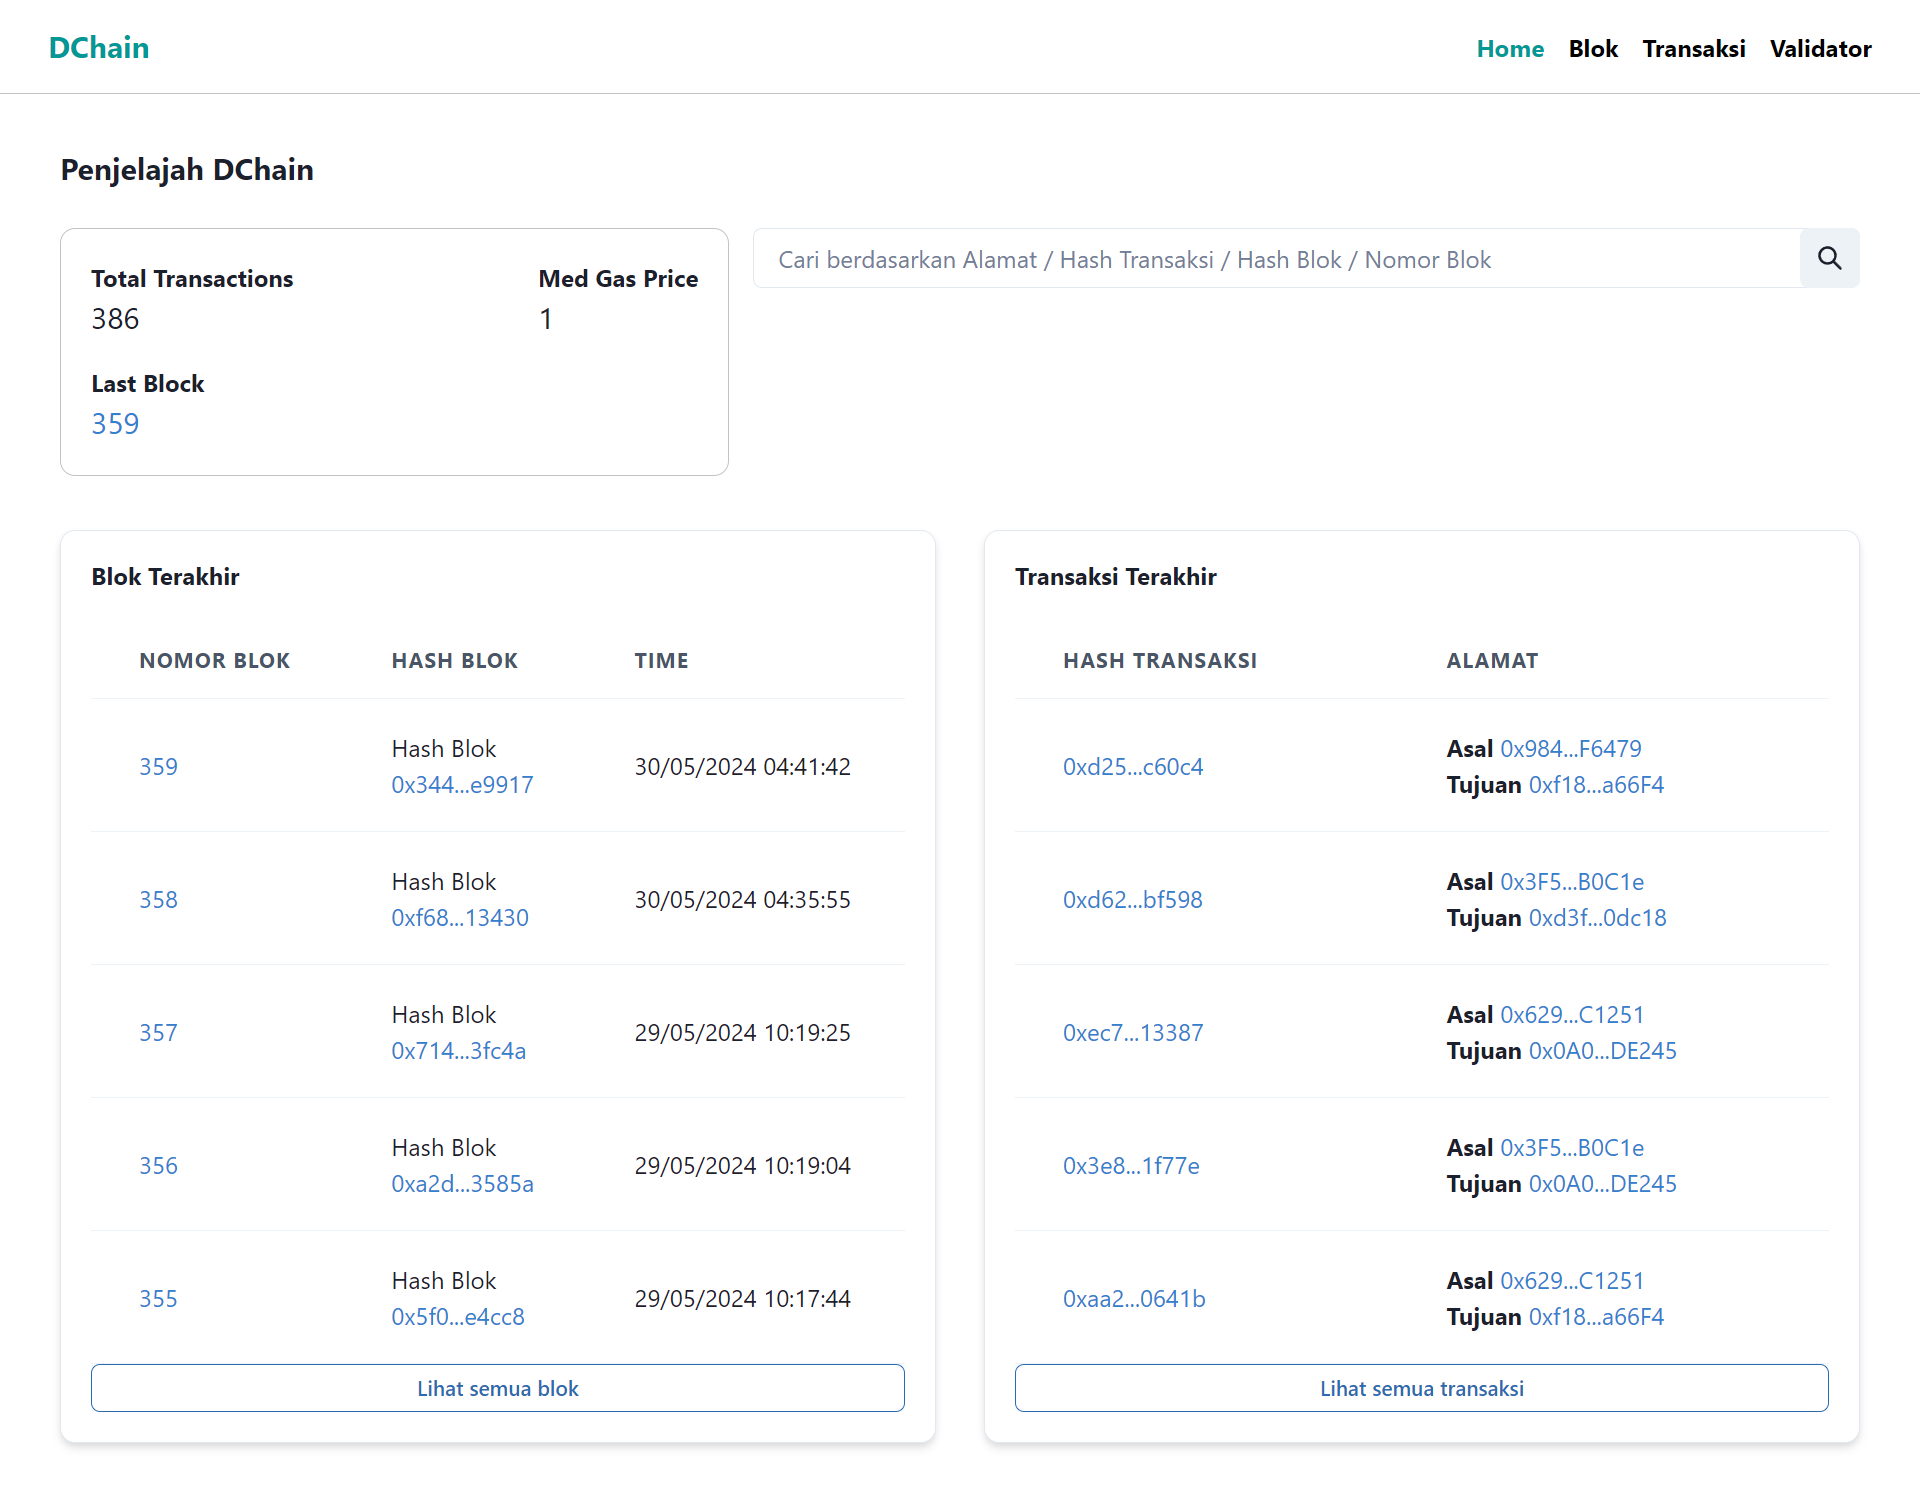 DChain
Home Blok Transaksi Validator
Penjelajah DChain
Total Transactions
386
Med Gas Price
1
Last Block
359
Cari berdasarkan Alamat / Hash Transaksi / Hash Blok / Nomor Blok
Blok Terakhir
NOMOR BLOK HASH BLOK TIME
359 Hash Blok 0x344...e9917 30/05/2024 04:41:42
358 Hash Blok 0xf68...13430 30/05/2024 04:35:55
357 Hash Blok 0x714...3fc4a 29/05/2024 10:19:25
356 Hash Blok 0xa2d...3585a 29/05/2024 10:19:04
355 Hash Blok 0x5f0...e4cc8 29/05/2024 10:17:44
Lihat semua blok
Transaksi Terakhir
HASH TRANSAKSI ALAMAT
0xd25...c60c4 Asal 0x984...F6479
Tujuan 0xf18...a66F4
0xd62...bf598 Asal 0x3F5...B0C1e
Tujuan 0xd3f...0dc18
0xec7...13387 Asal 0x629...C1251
Tujuan 0x0A0...DE245
0x3e8...1f77e Asal 0x3F5...B0C1e
Tujuan 0x0A0...DE245
0xaa2...0641b Asal 0x629...C1251
Tujuan 0xf18...a66F4
Lihat semua transaksi